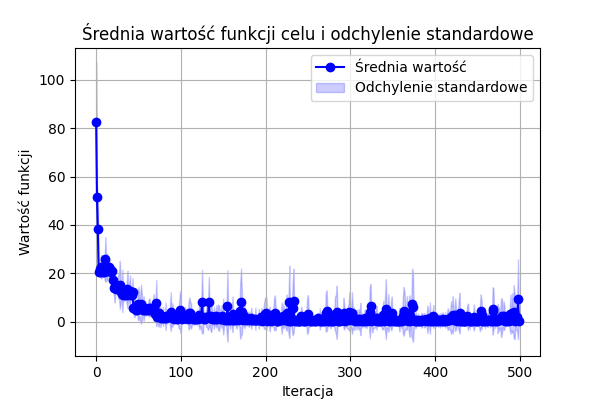 Średnia wartość funkcji celu i odchylenie standardowe
Średnia wartość
Odchylenie standardowe
Wartość funkcji
100
80
60
40
20
0
0 100 200 300 400 500
Iteracja